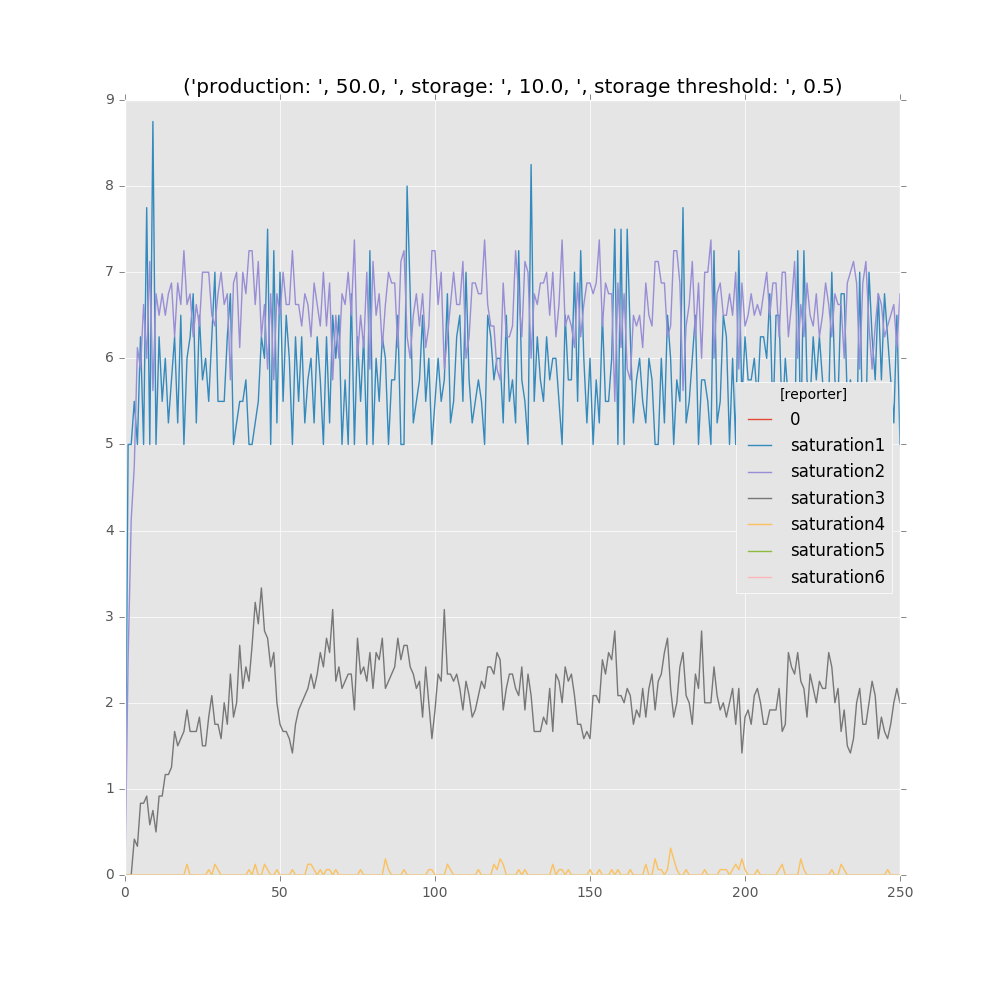 ('production: ', 50.0, ', storage: ', 10.0, ', storage threshold: ', 0.5)
9
8
7
6
5
4
3
2
1
0
[reporter]
0
saturation1
saturation2
saturation3
saturation4
saturation5
saturation6
0 50 100 150 200 250